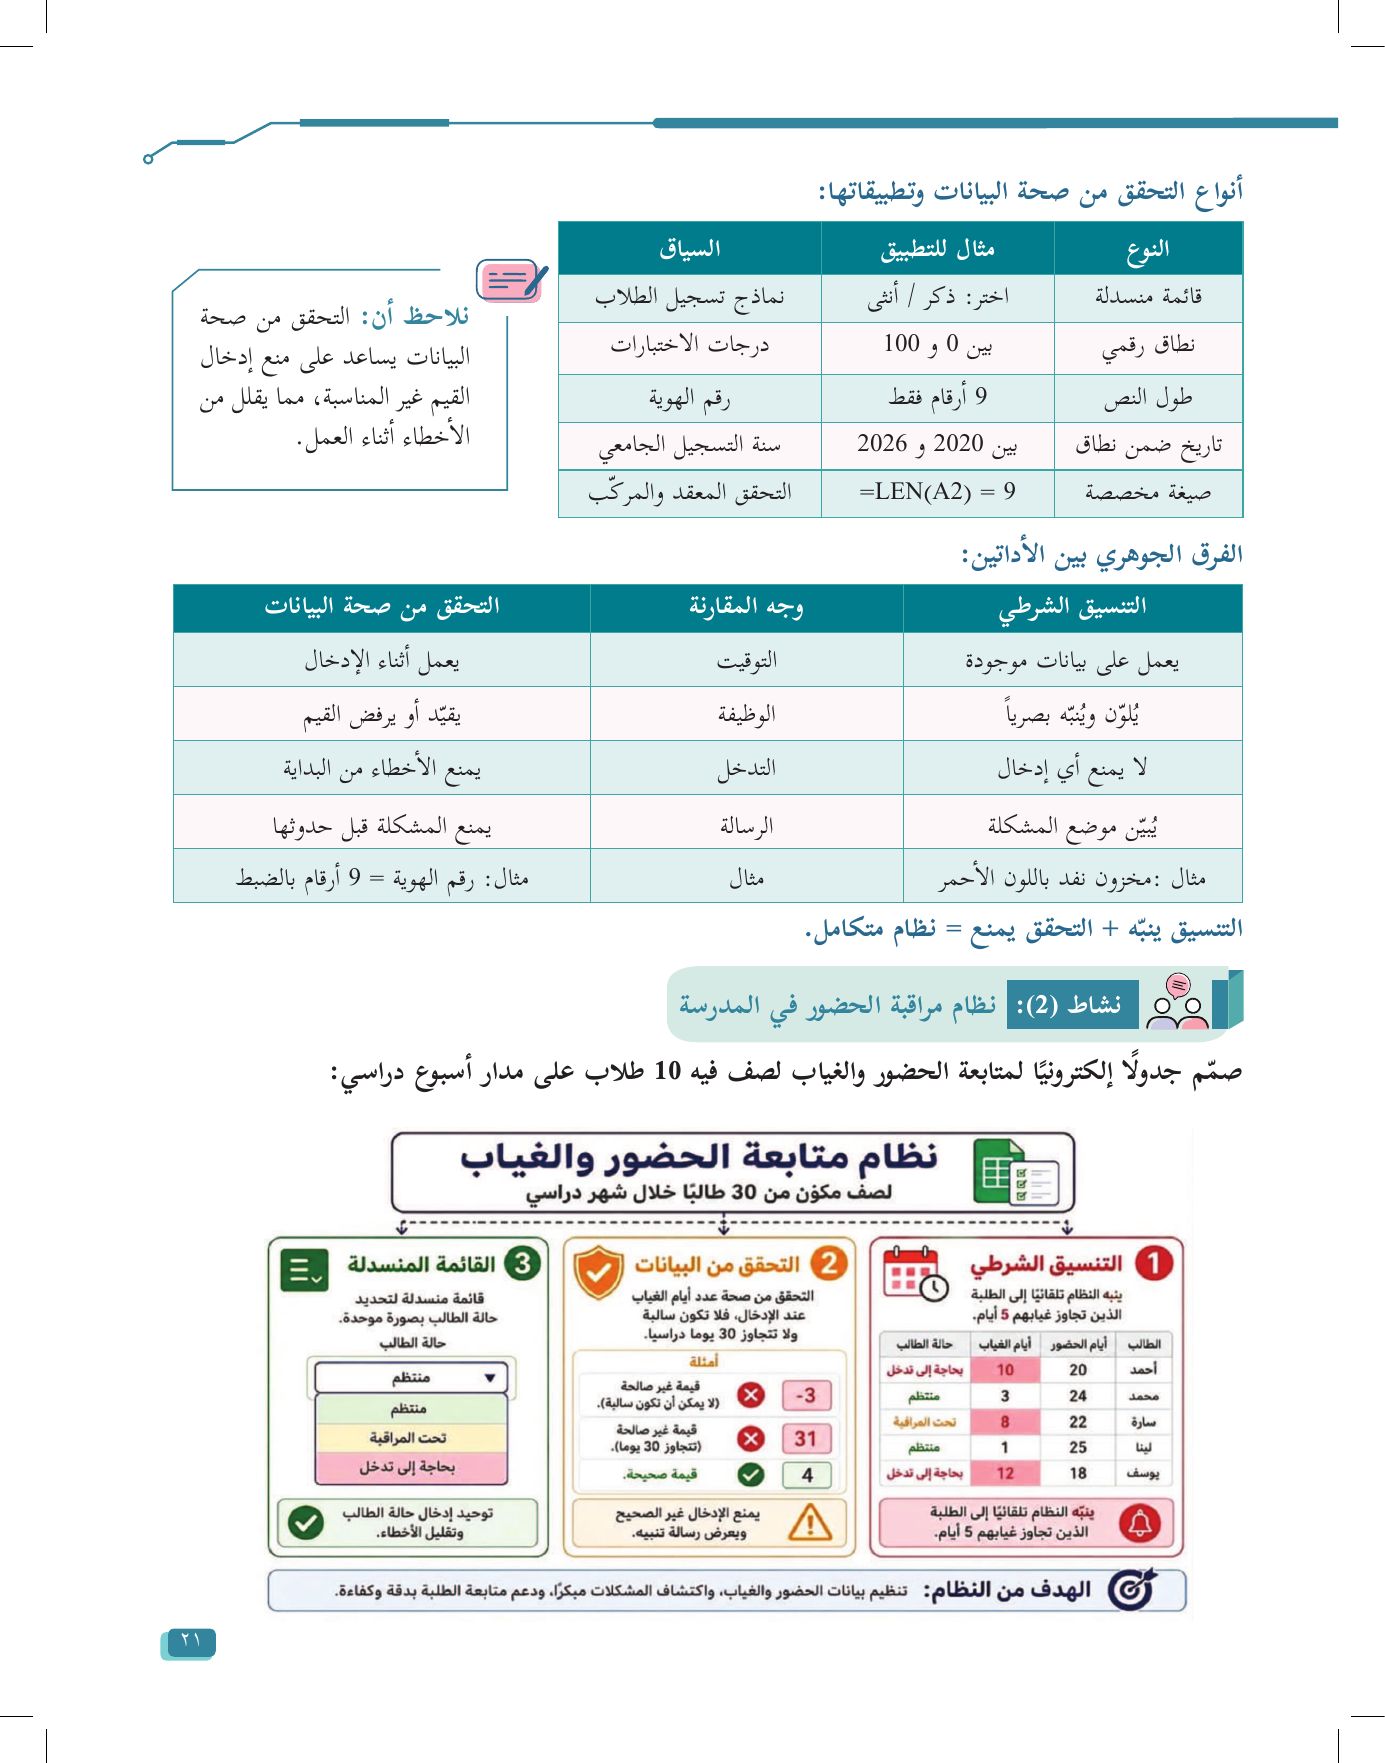 أنواع التحقق من صحة البيانات وتطبيقاتها:
النوع	مثال للتطبيق	السياق
قائمة منسدلة	اختر: ذكر / أنثى	نماذج تسجيل الطلاب
نطاق رقمي	بين 0 و 100	درجات الاختبارات
طول النص	9 أرقام فقط	رقم الهوية
تاريخ ضمن نطاق	بين 2020 و 2026	سنة التسجيل الجامعي
صيغة مخصصة	=LEN(A2) = 9	التحقق المعقد والمركّب
نلاحظ أن: التحقق من صحة
البيانات يساعد على منع إدخال
القيم غير المناسبة، مما يقلل من
الأخطاء أثناء العمل.
الفرق الجوهري بين الأداتين:
التنسيق الشرطي	وجه المقارنة	التحقق من صحة البيانات
يعمل على بيانات موجودة	التوقيت	يعمل أثناء الإدخال
يُلوّن ويُنبّه بصرياً	الوظيفة	يقيّد أو يرفض القيم
لا يمنع أي إدخال	التدخل	يمنع الأخطاء من البداية
يُبيّن موضع المشكلة	الرسالة	يمنع المشكلة قبل حدوثها
مثال :مخزون نفد باللون الأحمر	مثال	مثال: رقم الهوية = 9 أرقام بالضبط
التنسيق ينبّه + التحقق يمنع = نظام متكامل.
نشاط (2): نظام مراقبة الحضور في المدرسة
صمّم جدولًا إلكترونيًا لمتابعة الحضور والغياب لصف فيه 10 طلاب على مدار أسبوع دراسي:
نظام متابعة الحضور والغياب
لصف مكوّن من 30 طالبًا خلال شهر دراسي
1 التنسيق الشرطي
ينبه النظام تلقائيًا إلى الطلبة
الذين تجاوز غيابهم 5 أيام.
الطالب	أيام الحضور	أيام الغياب	حالة الطالب
أحمد	20	10	بحاجة إلى تدخل
محمد	24	3	منتظم
سارة	22	8	تحت المراقبة
لينا	25	1	منتظم
يوسف	18	12	بحاجة إلى تدخل
ينبّه النظام تلقائيًا إلى الطلبة
الذين تجاوز غيابهم 5 أيام.
2 التحقق من البيانات
التحقق من صحة عدد أيام الغياب
عند الإدخال، فلا تكون سالبة
ولا تتجاوز 30 يوما دراسيا.
أمثلة
-3	قيمة غير صالحة
(لا يمكن أن تكون سالبة).
31	قيمة غير صالحة
(تتجاوز 30 يوما).
4	قيمة صحيحة.
يمنع الإدخال غير الصحيح
ويعرض رسالة تنبيه.
3 القائمة المنسدلة
قائمة منسدلة لتحديد
حالة الطالب بصورة موحدة.
حالة الطالب
منتظم
منتظم
تحت المراقبة
بحاجة إلى تدخل
توحيد إدخال حالة الطالب
وتقليل الأخطاء.
الهدف من النظام: تنظيم بيانات الحضور والغياب، واكتشاف المشكلات مبكرًا، ودعم متابعة الطلبة بدقة وكفاءة.
٢١